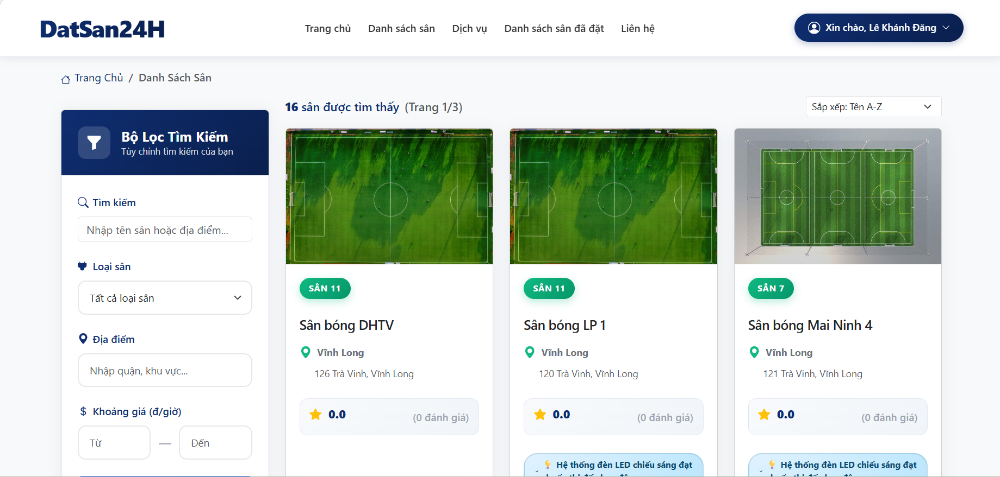 DatSan24H
Trang chủ
Danh sách sân
Dịch vụ
Danh sách sân đã đặt
Liên hệ
Xin chào, Lê Khánh Đăng
Trang Chủ / Danh Sách Sân
Bộ Lọc Tìm Kiếm
Tùy chỉnh tìm kiếm của bạn
Tìm kiếm
Nhập tên sân hoặc địa điểm...
Loại sân
Tất cả loại sân
Địa điểm
Nhập quận, khu vực...
$ Khoảng giá (đ/giờ)
Từ — Đến
16 sân được tìm thấy (Trang 1/3)
Sắp xếp: Tên A-Z
SÂN 11
Sân bóng DHTV
Vĩnh Long
126 Trà Vinh, Vĩnh Long
0.0 (0 đánh giá)
SÂN 11
Sân bóng LP 1
Vĩnh Long
120 Trà Vinh, Vĩnh Long
0.0 (0 đánh giá)
Hệ thống đèn LED chiếu sáng đạt
SÂN 7
Sân bóng Mai Ninh 4
Vĩnh Long
121 Trà Vinh, Vĩnh Long
0.0 (0 đánh giá)
Hệ thống đèn LED chiếu sáng đạt